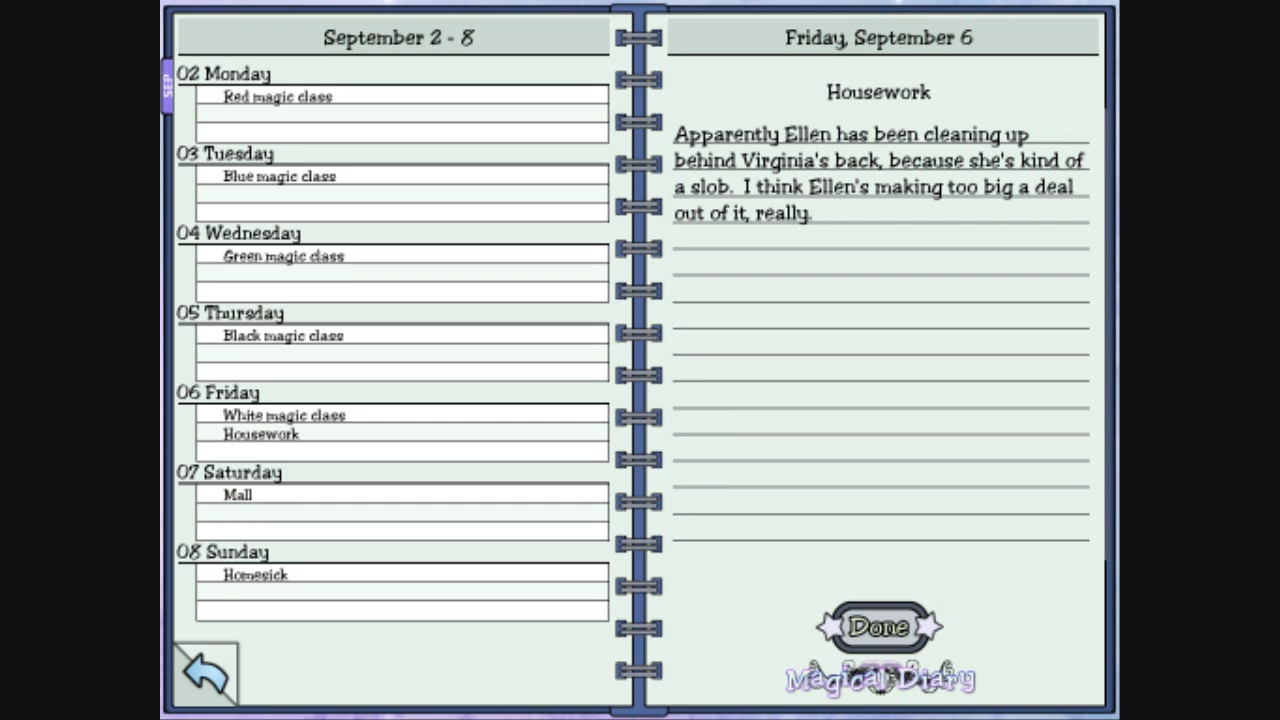 September 2 - 8
SEP
02 Monday
Red magic class
03 Tuesday
Blue magic class
04 Wednesday
Green magic class
05 Thursday
Black magic class
06 Friday
White magic class
Housework
07 Saturday
Mall
08 Sunday
Homesick
Friday, September 6
Housework
Apparently Ellen has been cleaning up
behind Virginia's back, because she's kind of
a slob.  I think Ellen's making too big a deal
out of it, really.
Done
Magical Diary